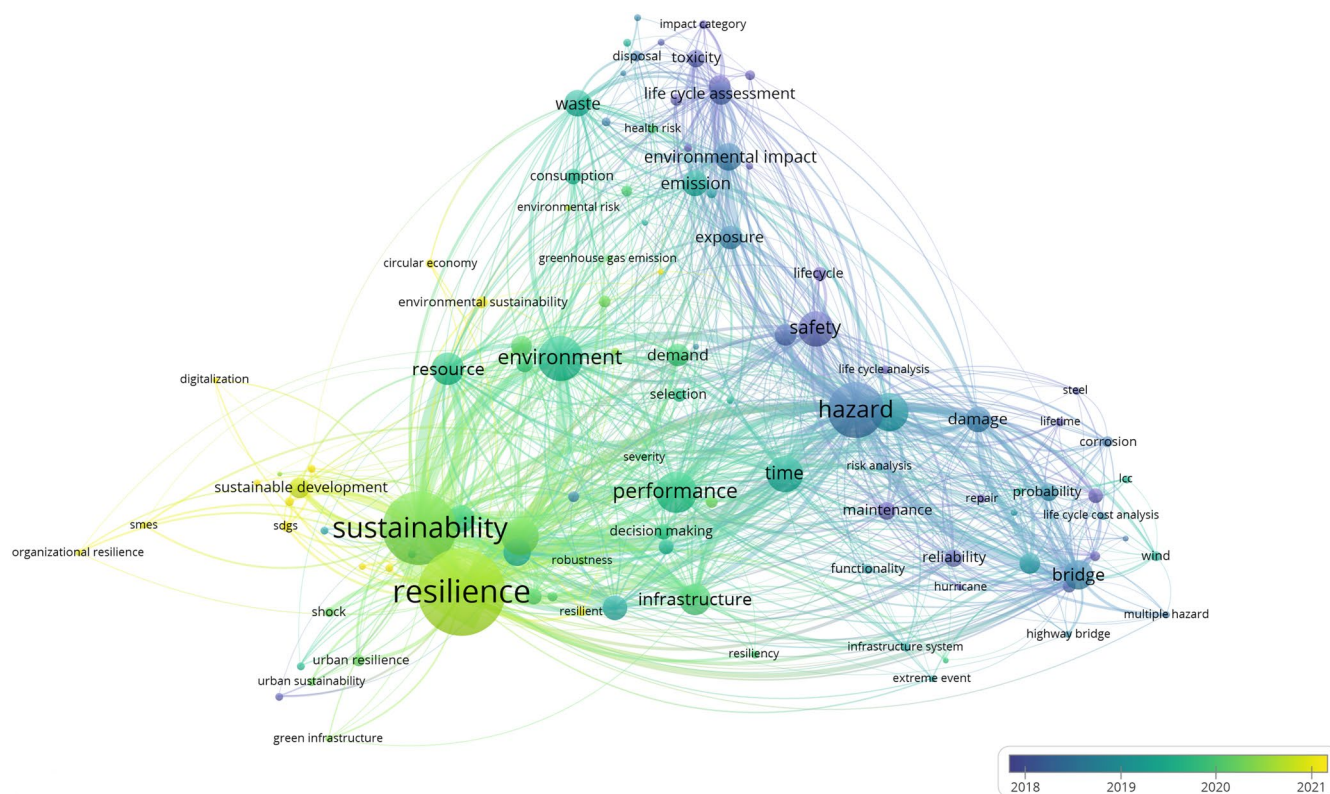 impact category
disposal
toxicity
life cycle assessment
waste
health risk
environmental impact
consumption
emission
environmental risk
exposure
greenhouse gas emission
circular economy
lifecycle
environmental sustainability
safety
environment
demand
resource
life cycle analysis
digitalization
steel
selection
hazard
damage
lifetime
corrosion
severity
risk analysis
time
lcc
sustainable development
performance
probability
repair
maintenance
life cycle cost analysis
smes
sdgs
sustainability
decision making
organizational resilience
robustness
reliability
wind
functionality
bridge
hurricane
resilience
infrastructure
shock
resilient
multiple hazard
highway bridge
infrastructure system
resiliency
urban resilience
urban sustainability
extreme event
green infrastructure
2018 2019 2020 2021